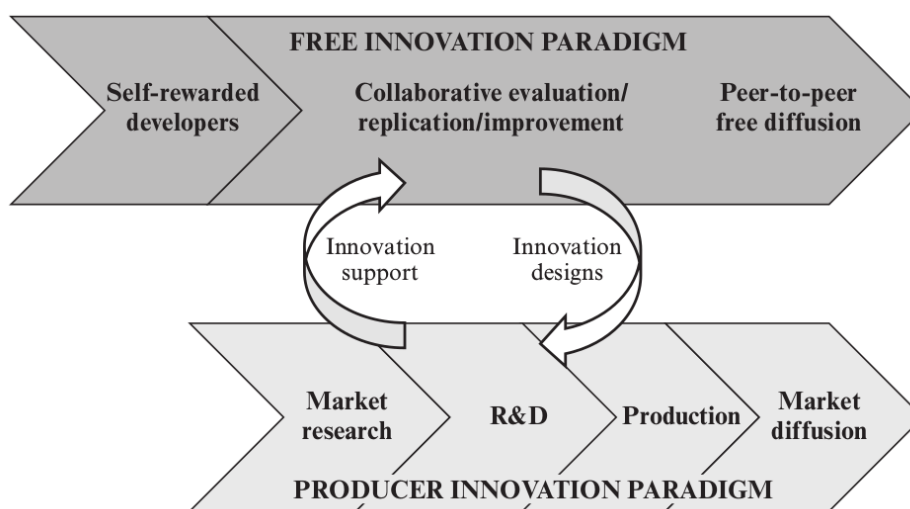 FREE INNOVATION PARADIGM
Self-rewarded
developers
Collaborative evaluation/
replication/improvement
Peer-to-peer
free diffusion
Innovation
support
Innovation
designs
Market
research
R&D
Production
Market
diffusion
PRODUCER INNOVATION PARADIGM